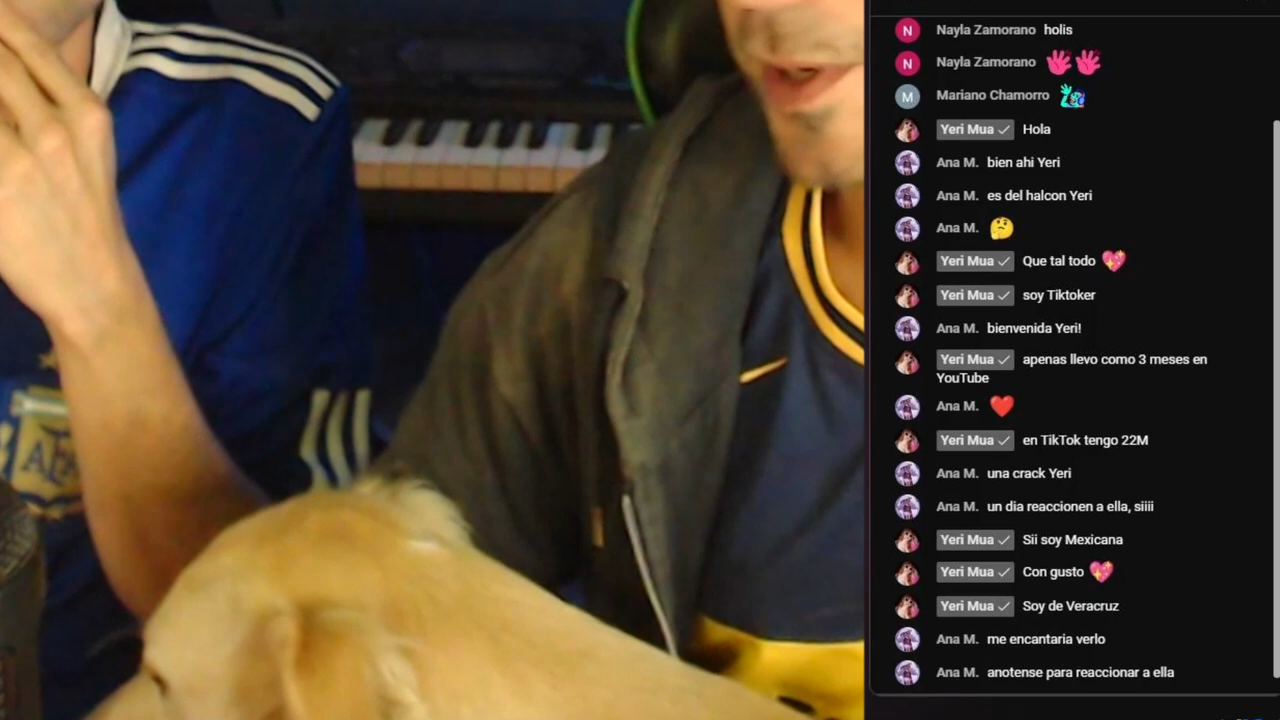 Nayla Zamorano holis
Nayla Zamorano
Mariano Chamorro
Yeri Mua Hola
Ana M. bien ahi Yeri
Ana M. es del halcon Yeri
Ana M.
Yeri Mua Que tal todo
Yeri Mua soy Tiktoker
Ana M. bienvenida Yeri!
Yeri Mua apenas llevo como 3 meses en
YouTube
Ana M.
Yeri Mua en TikTok tengo 22M
Ana M. una crack Yeri
Ana M. un dia reaccionen a ella, siiii
Yeri Mua Sii soy Mexicana
Yeri Mua Con gusto
Yeri Mua Soy de Veracruz
Ana M. me encantaria verlo
Ana M. anotense para reaccionar a ella
N
N
M